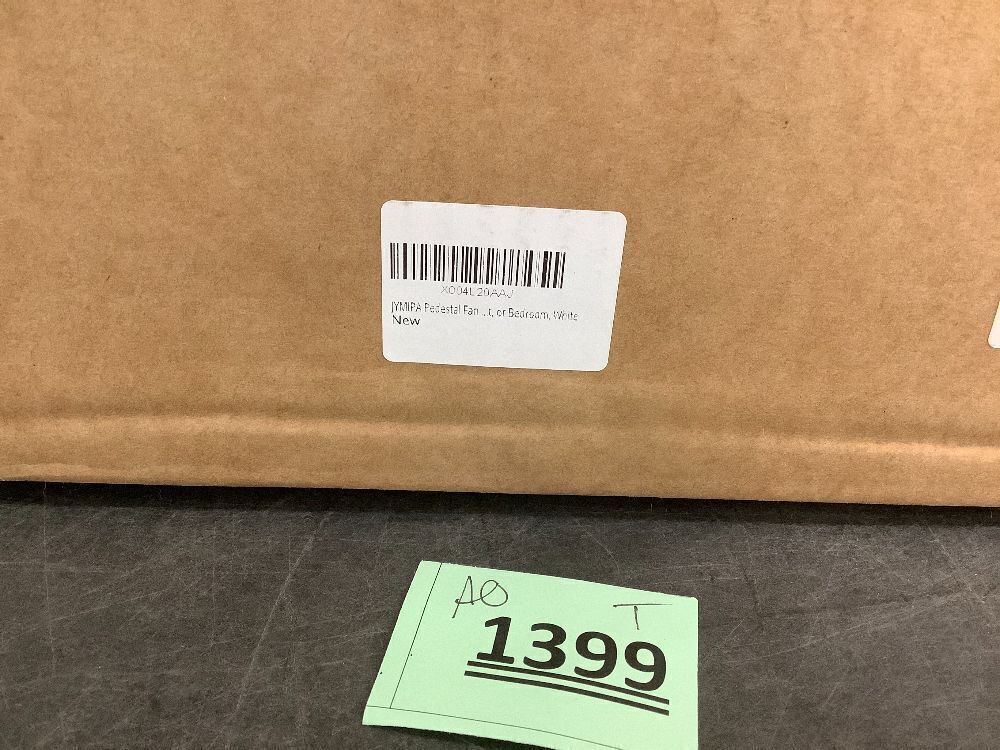 X004L20AAJ
JYMIPA Pedestal Fan ...t, or Bedroom, White
New
A0 T
1399